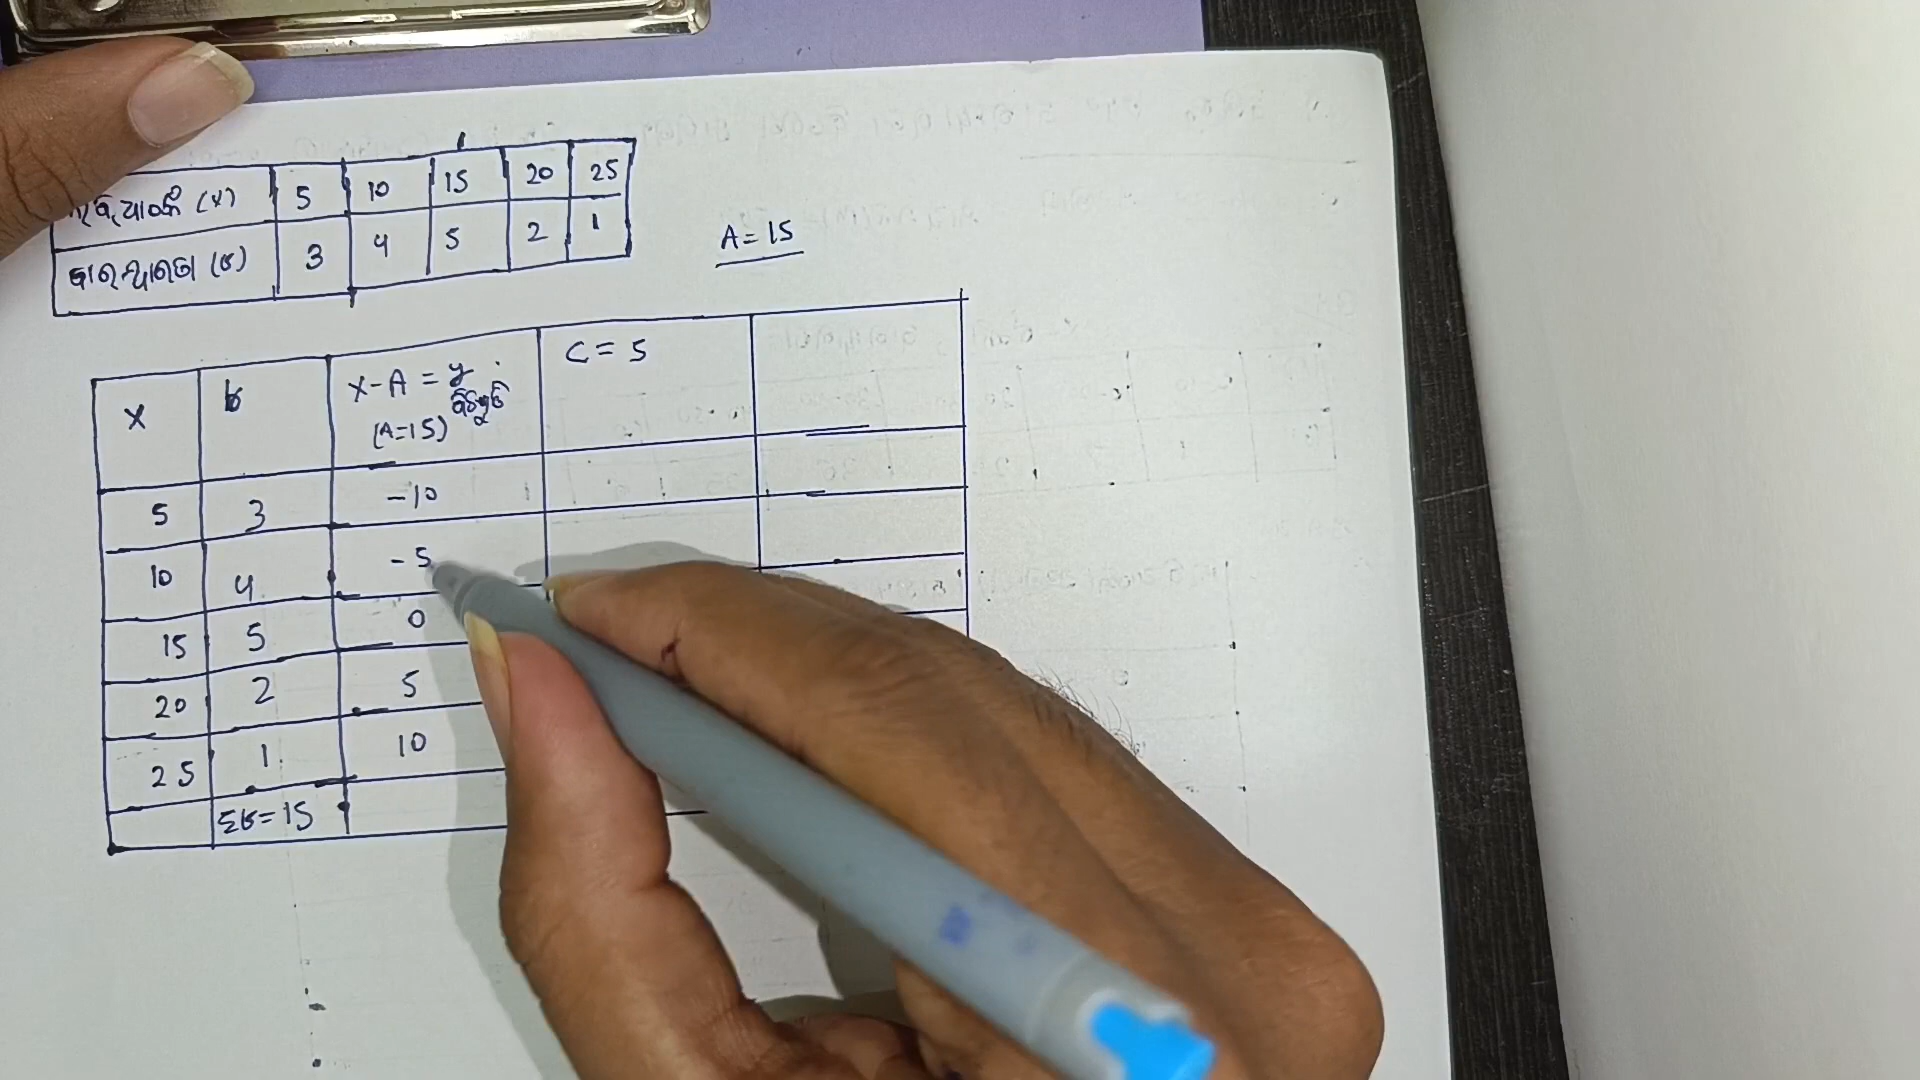 (x) 5 10 15 20 25
ବାରମ୍ବାରତା (f) 3 4 5 2 1
A = 15
x f x - A = y C = 5
ବିଚ୍ୟୁତି
(A=15)
5 3 -10
10 4 -5
15 5 0
20 2 5
25 1 10
Σf = 15